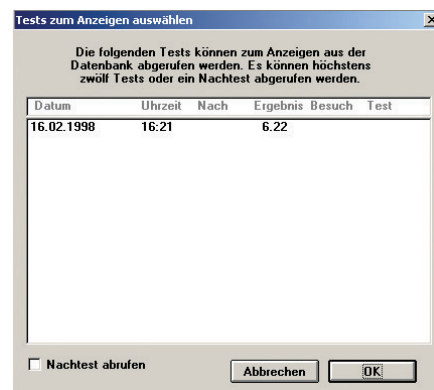 Tests zum Anzeigen auswählen
Die folgenden Tests können zum Anzeigen aus der
Datenbank abgerufen werden. Es können höchstens
zwölf Tests oder ein Nachtest abgerufen werden.
Datum Uhrzeit Nach Ergebnis Besuch Test
16.02.1998 16:21 6.22
Nachtest abrufen
Abbrechen OK